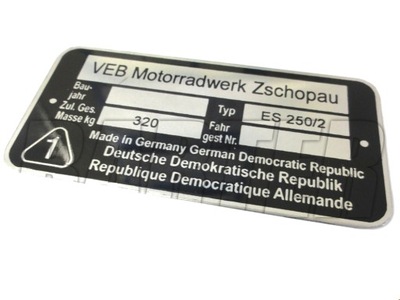 VEB Motorradwerk Zschopau
Bau-
jahr
Typ ES 250/2
Zul. Ges.
Masse kg 320
Fahr
gest Nr.
1
Made in Germany German Democratic Republic
Deutsche Demokratische Republik
Republique Democratique Allemande